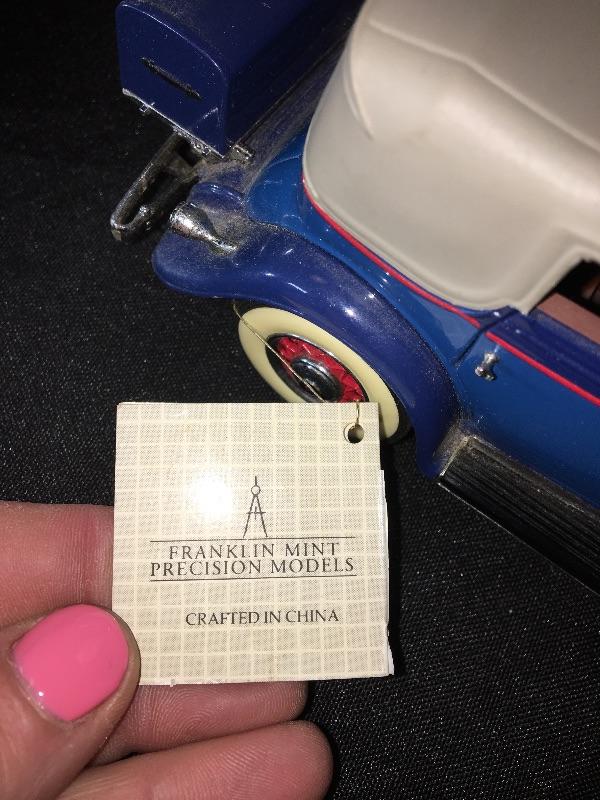 FRANKLIN MINT
PRECISION MODELS
CRAFTED IN CHINA